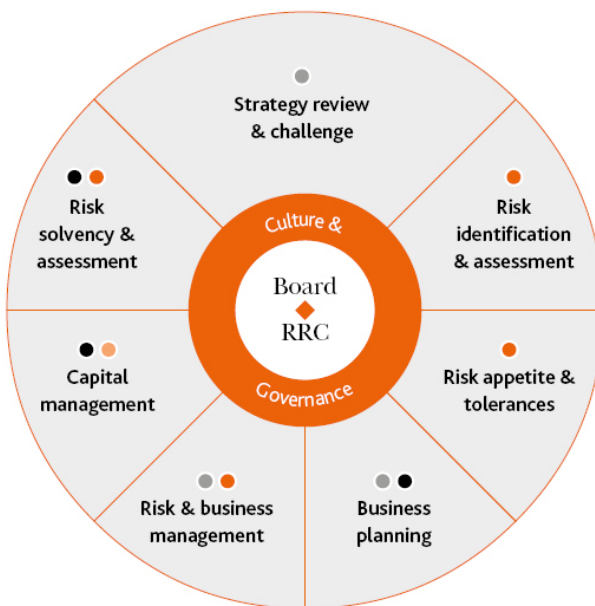 Strategy review
& challenge
Risk
identification
& assessment
Risk appetite &
tolerances
Business
planning
Risk & business
management
Capital
management
Risk
solvency &
assessment
Culture &
Board
RRC
Governance